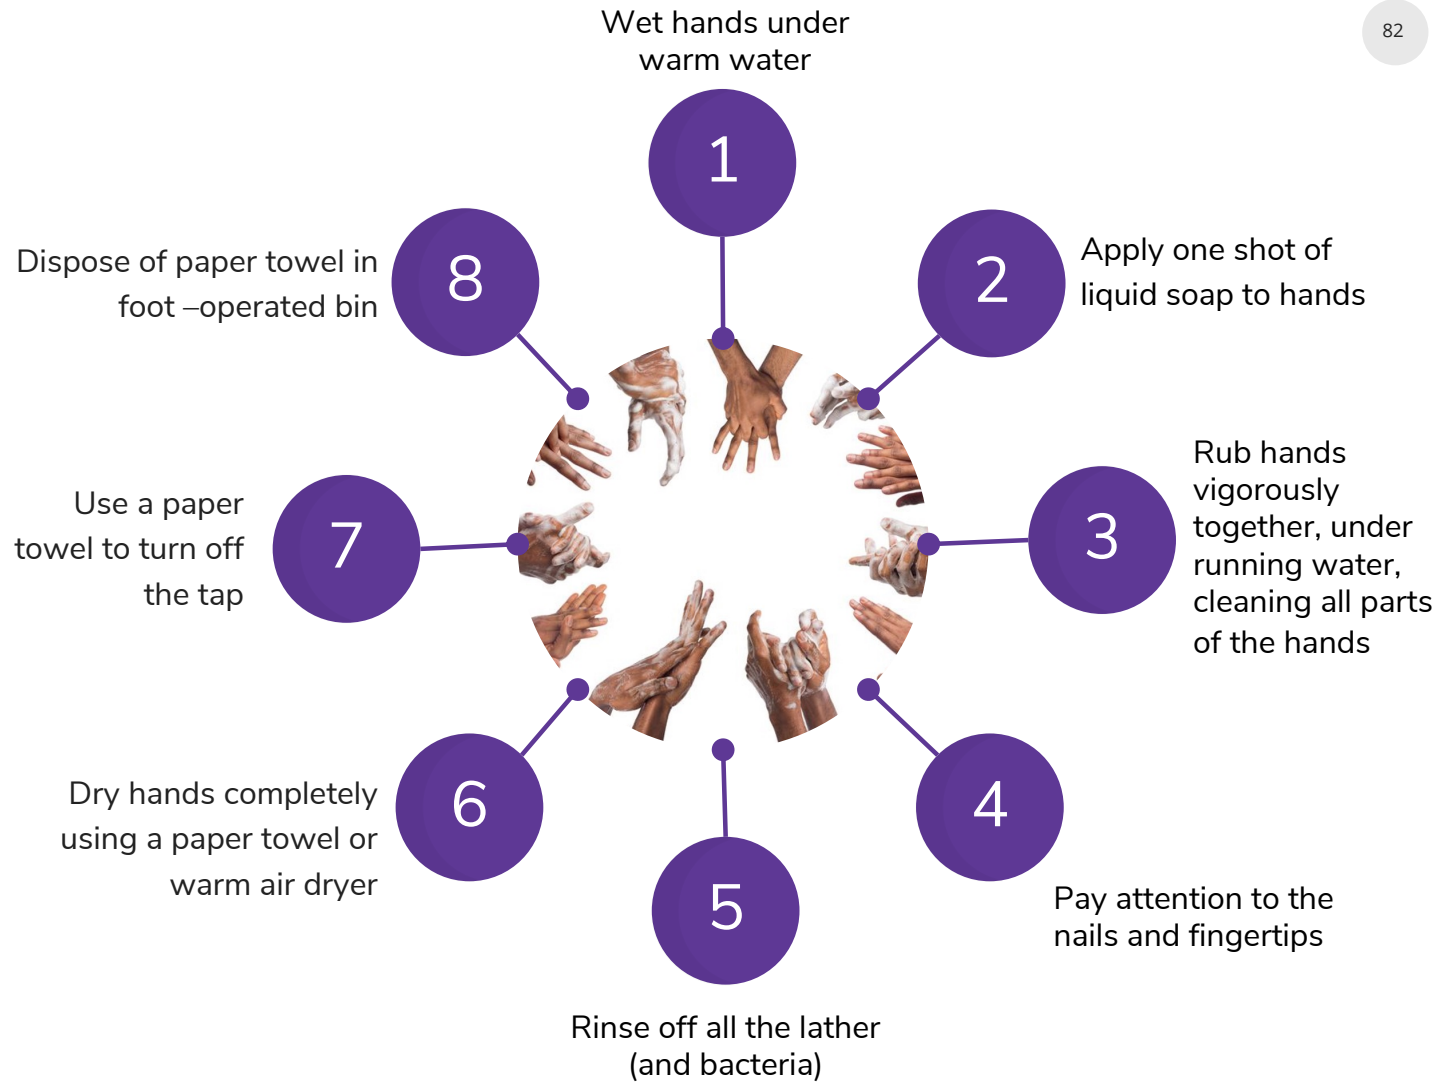 82
1
Wet hands under
warm water
2
Apply one shot of
liquid soap to hands
3
Rub hands
vigorously
together, under
running water,
cleaning all parts
of the hands
4
Pay attention to the
nails and fingertips
5
Rinse off all the lather
(and bacteria)
6
Dry hands completely
using a paper towel or
warm air dryer
7
Use a paper
towel to turn off
the tap
8
Dispose of paper towel in
foot –operated bin